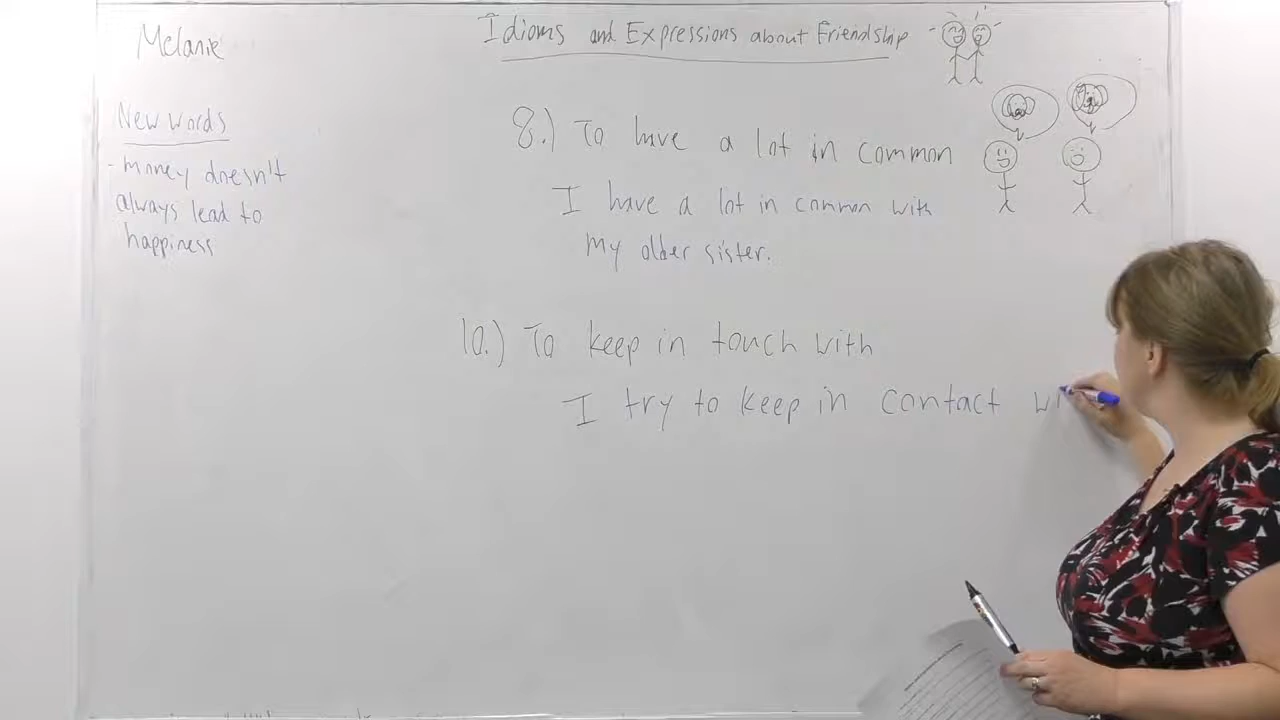 Melanie
Idioms and Expressions about Friendship
New words
- money doesn't
always lead to
happiness
8.) To have a lot in common
I have a lot in common with
my older sister.
10.) To keep in touch with
I try to keep in contact wi